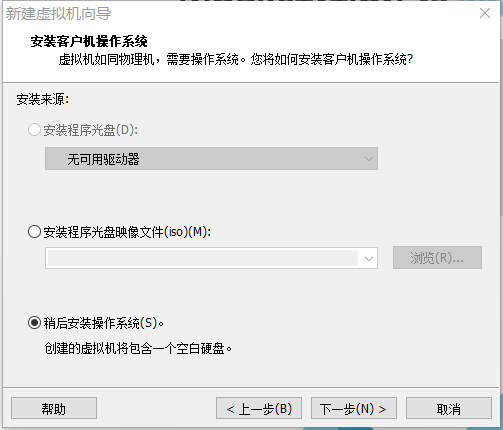 新建虚拟机向导
安装客户机操作系统
虚拟机如同物理机，需要操作系统。您将如何安装客户机操作系统?
安装来源:
安装程序光盘(D):
无可用驱动器
安装程序光盘映像文件(iso)(M):
浏览(R)...
稍后安装操作系统(S)。
创建的虚拟机将包含一个空白硬盘。
帮助
< 上一步(B)
下一步(N) >
取消